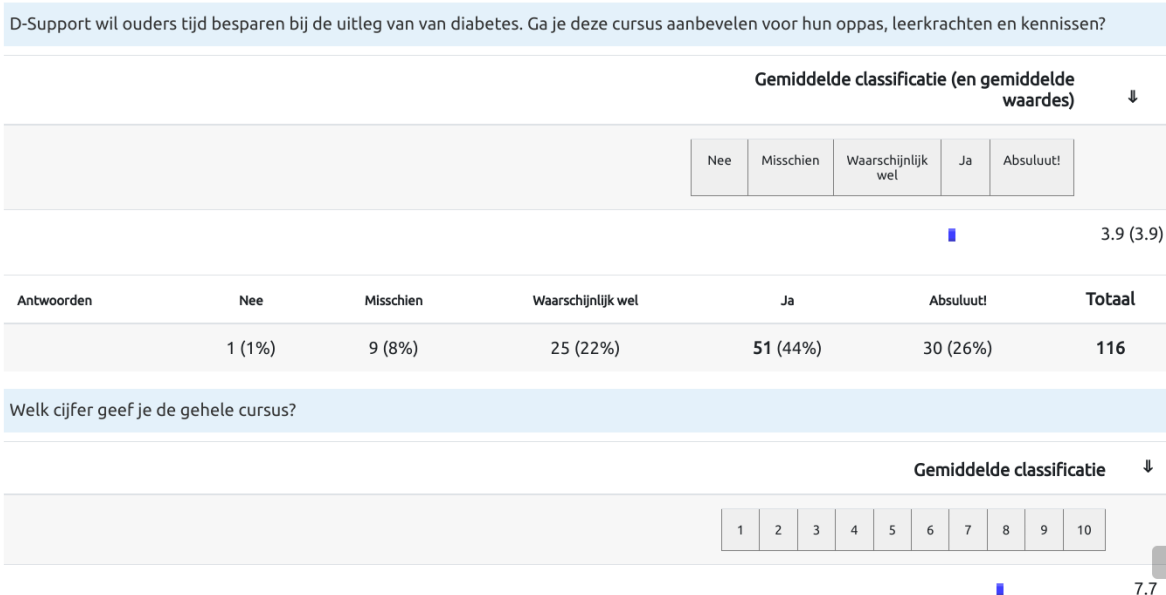 D-Support wil ouders tijd besparen bij de uitleg van van diabetes. Ga je deze cursus aanbevelen voor hun oppas, leerkrachten en kennissen?
Gemiddelde classificatie (en gemiddelde
waardes) ⇓
Nee Misschien Waarschijnlijk Ja Absuluut!
wel
3.9 (3.9)
Antwoorden Nee Misschien Waarschijnlijk wel Ja Absuluut! Totaal
1 (1%) 9 (8%) 25 (22%) 51 (44%) 30 (26%) 116
Welk cijfer geef je de gehele cursus?
Gemiddelde classificatie ⇓
1 2 3 4 5 6 7 8 9 10
7.7